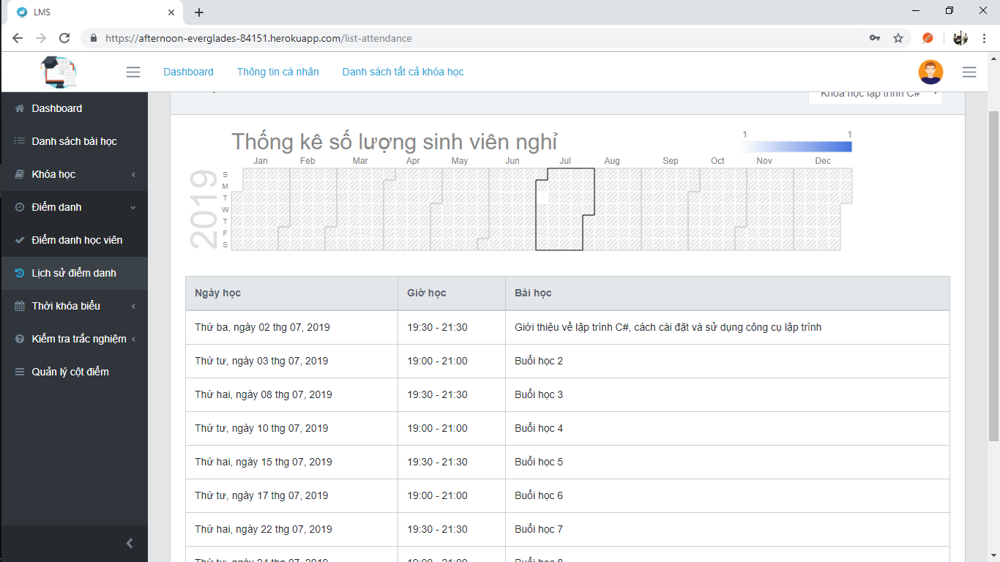 LMS
https://afternoon-everglades-84151.herokuapp.com/list-attendance
Dashboard Thông tin cá nhân Danh sách tất cả khóa học
Dashboard
Danh sách bài học
Khóa học
Điểm danh
Điểm danh học viên
Lịch sử điểm danh
Thời khóa biểu
Kiểm tra trắc nghiệm
Quản lý cột điểm
Khóa học lập trình C#
Thống kê số lượng sinh viên nghỉ
1 1
Jan Feb Mar Apr May Jun Jul Aug Sep Oct Nov Dec
2019
S
M
T
W
T
F
S
Ngày học Giờ học Bài học
Thứ ba, ngày 02 thg 07, 2019 19:30 - 21:30 Giới thiệu về lập trình C#, cách cài đặt và sử dụng công cụ lập trình
Thứ tư, ngày 03 thg 07, 2019 19:00 - 21:00 Buổi học 2
Thứ hai, ngày 08 thg 07, 2019 19:30 - 21:30 Buổi học 3
Thứ tư, ngày 10 thg 07, 2019 19:00 - 21:00 Buổi học 4
Thứ hai, ngày 15 thg 07, 2019 19:30 - 21:30 Buổi học 5
Thứ tư, ngày 17 thg 07, 2019 19:00 - 21:00 Buổi học 6
Thứ hai, ngày 22 thg 07, 2019 19:30 - 21:30 Buổi học 7
Thứ tư, ngày 24 thg 07, 2019 19:00 - 21:00 Buổi học 8